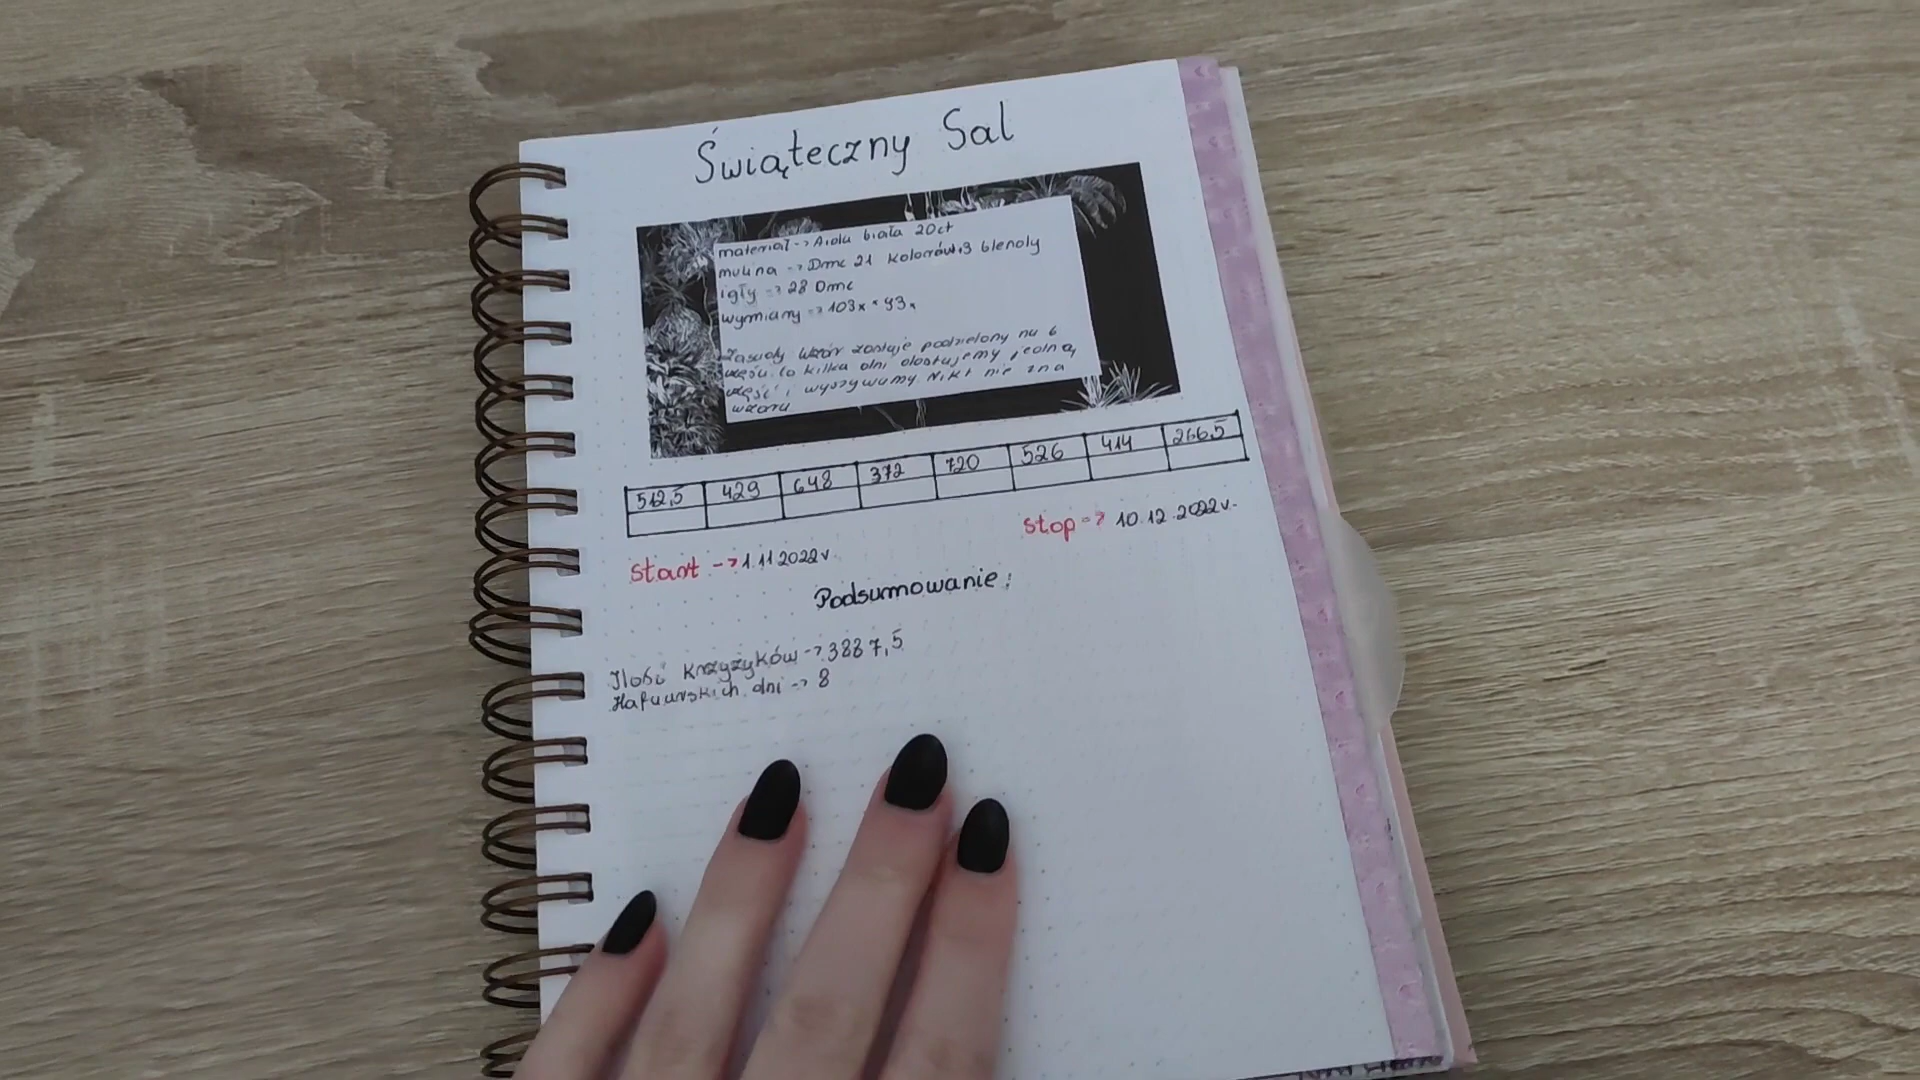 Świąteczny Sal
materiał -> Aida biała 20ct
mulina -> Dmc 21 kolorów+3 blendy
igły => 28 Dmc
wymiary => 103x × 93x
Zasady wzór zostaje podzielony na 6
części co kilka dni dostajemy jedną
część i wyszywamy. Nikt nie zna
wzoru
512,5 429 648 372 720 526 414 266,5
Start -> 1.11.2022r.
Stop => 10.12.2022r.
Podsumowanie:
Ilość krzyżyków -> 3887,5
Hafciarskich dni -> 8